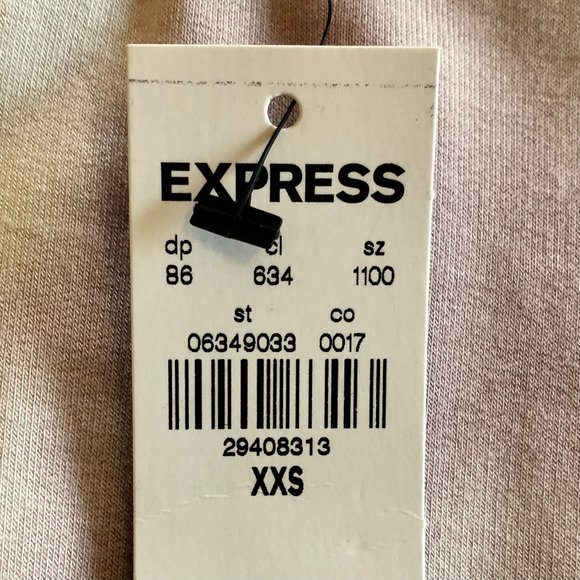 EXPRESS
dp cl sz
86 634 1100
st co
06349033 0017
29408313
XXS